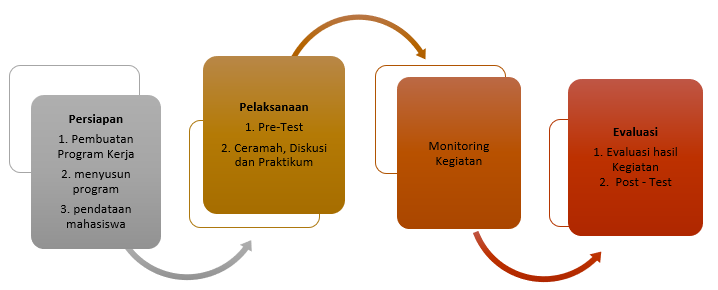 Persiapan
1. Pembuatan
Program Kerja
2. menyusun
program
3. pendataan
mahasiswa
Pelaksanaan
1. Pre-Test
2. Ceramah, Diskusi
dan Praktikum
Monitoring
Kegiatan
Evaluasi
1. Evaluasi hasil
Kegiatan
2. Post - Test